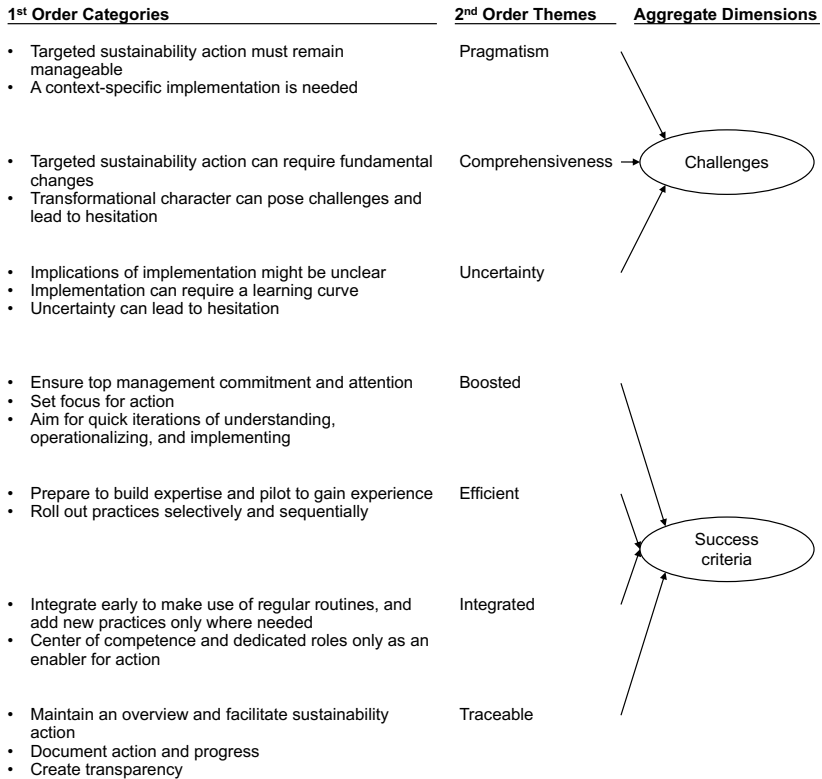 1st Order Categories 2nd Order Themes Aggregate Dimensions
• Targeted sustainability action must remain
manageable
• A context-specific implementation is needed
Pragmatism
• Targeted sustainability action can require fundamental
changes
• Transformational character can pose challenges and
lead to hesitation
Comprehensiveness
Challenges
• Implications of implementation might be unclear
• Implementation can require a learning curve
• Uncertainty can lead to hesitation
Uncertainty
• Ensure top management commitment and attention
• Set focus for action
• Aim for quick iterations of understanding,
operationalizing, and implementing
Boosted
• Prepare to build expertise and pilot to gain experience
• Roll out practices selectively and sequentially
Efficient
Success
criteria
• Integrate early to make use of regular routines, and
add new practices only where needed
• Center of competence and dedicated roles only as an
enabler for action
Integrated
• Maintain an overview and facilitate sustainability
action
• Document action and progress
• Create transparency
Traceable